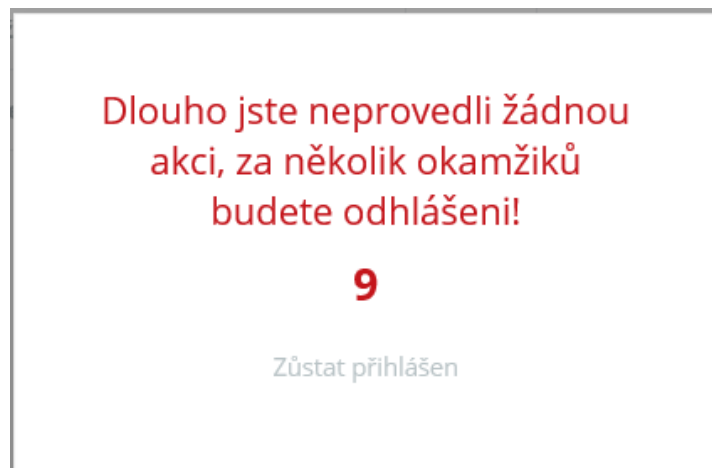 Dlouho jste neprovedli žádnou
akci, za několik okamžiků
budete odhlášeni!
9
Zůstat přihlášen